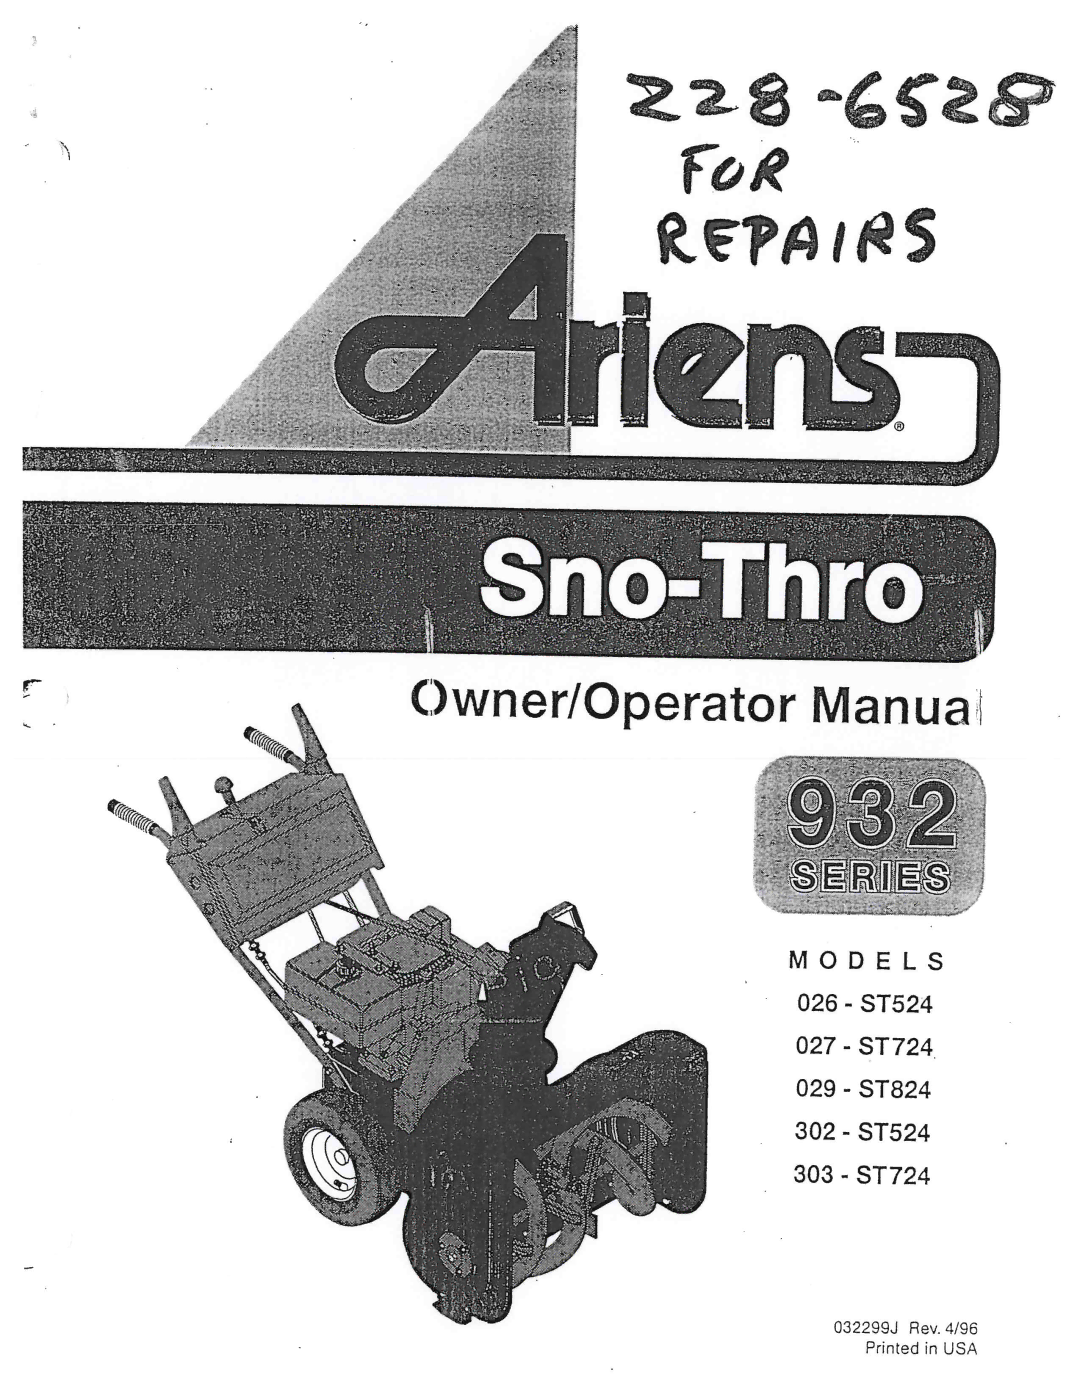 228-6528
FOR
REPAIRS
Ariens®
Sno-Thro
Owner/Operator Manual
932
SERIES
MODELS
026 - ST524
027 - ST724
029 - ST824
302 - ST524
303 - ST724
032299J Rev. 4/96
Printed in USA